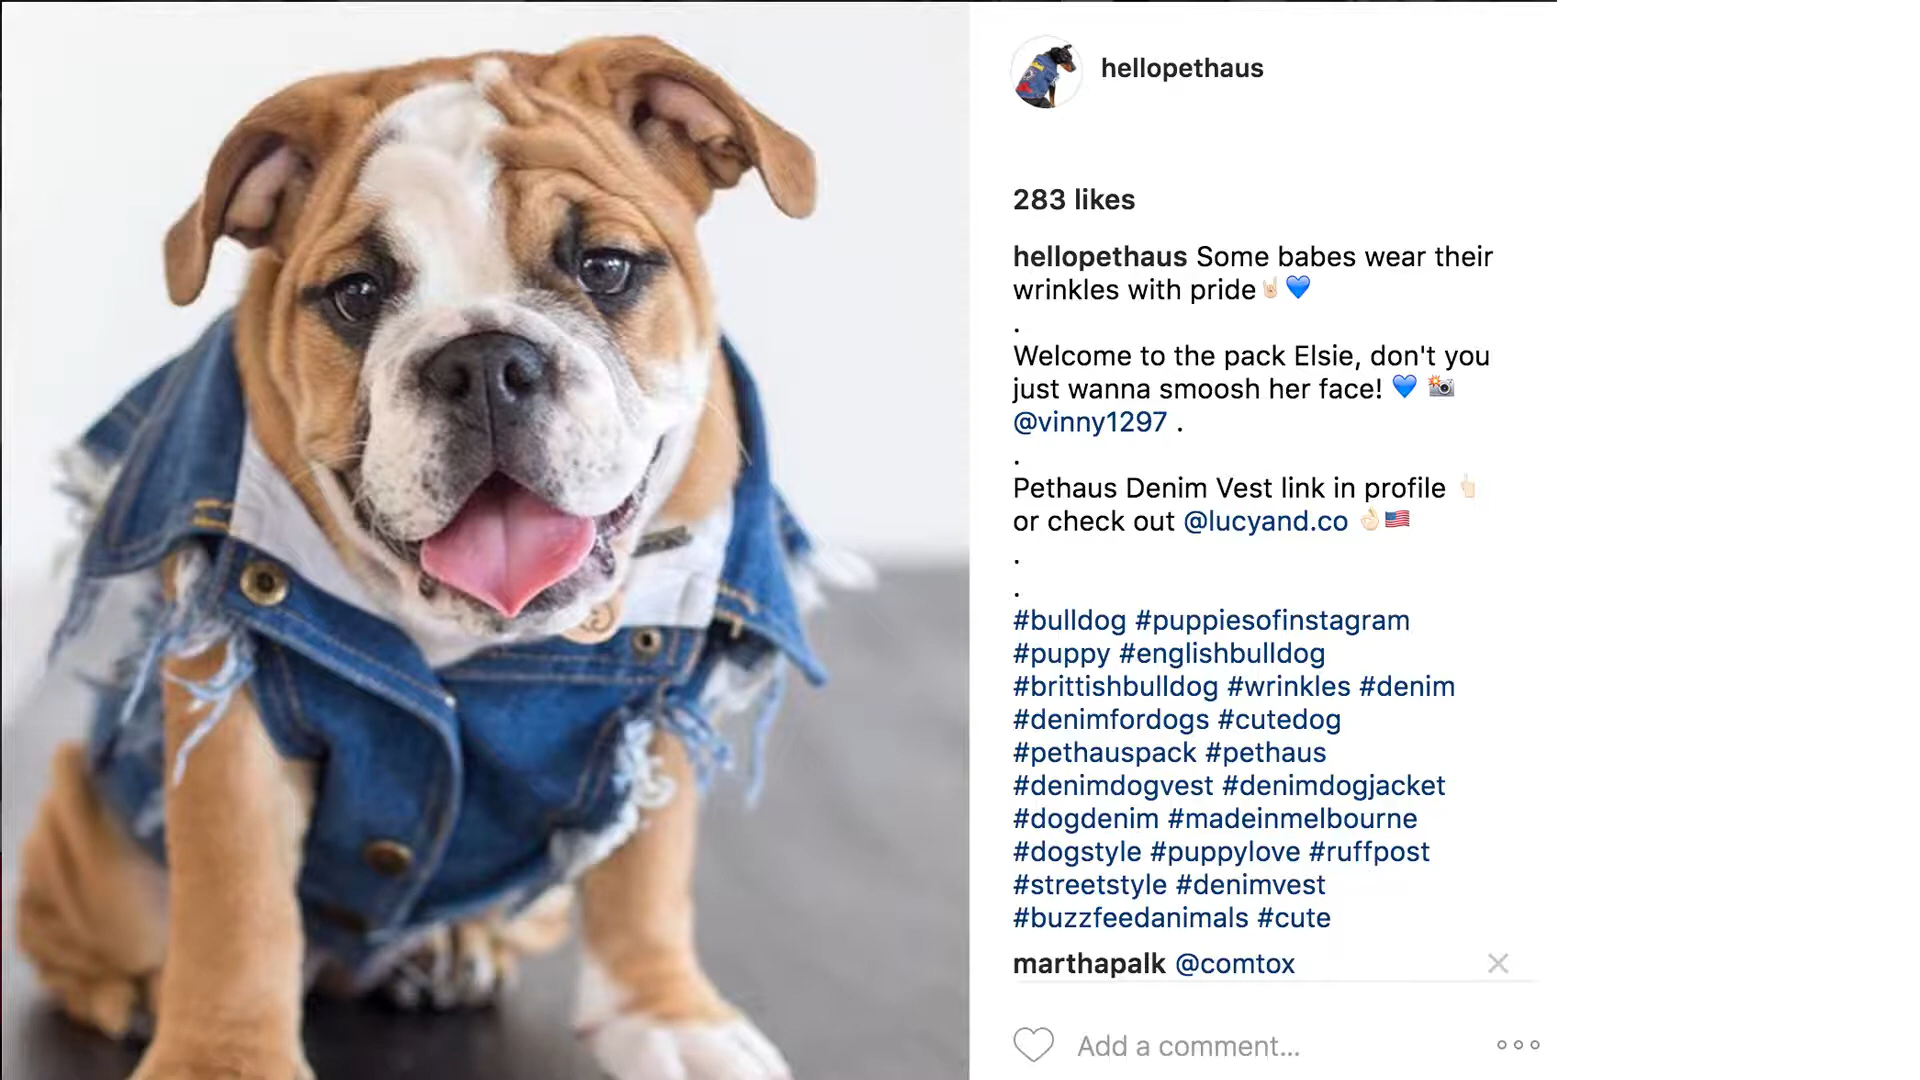 hellopethaus
283 likes
hellopethaus Some babes wear their
wrinkles with pride🤘🏻💙
.
Welcome to the pack Elsie, don't you
just wanna smoosh her face! 💙 📸
@vinny1297 .
.
Pethaus Denim Vest link in profile 👆🏻
or check out @lucyand.co 👌🏻🇺🇸
.
.
#bulldog #puppiesofinstagram
#puppy #englishbulldog
#brittishbulldog #wrinkles #denim
#denimfordogs #cutedog
#pethauspack #pethaus
#denimdogvest #denimdogjacket
#dogdenim #madeinmelbourne
#dogstyle #puppylove #ruffpost
#streetstyle #denimvest
#buzzfeedanimals #cute
marthapalk @comtox
Add a comment...